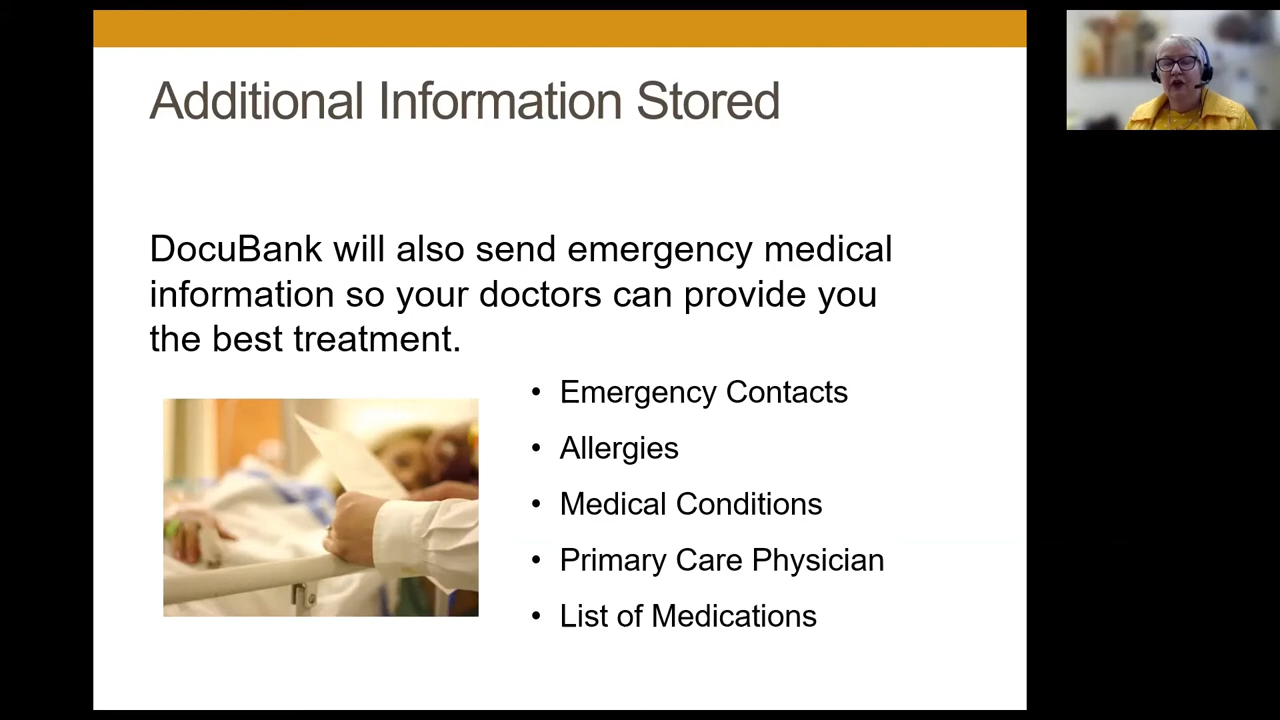 Additional Information Stored
DocuBank will also send emergency medical
information so your doctors can provide you
the best treatment.
• Emergency Contacts
• Allergies
• Medical Conditions
• Primary Care Physician
• List of Medications